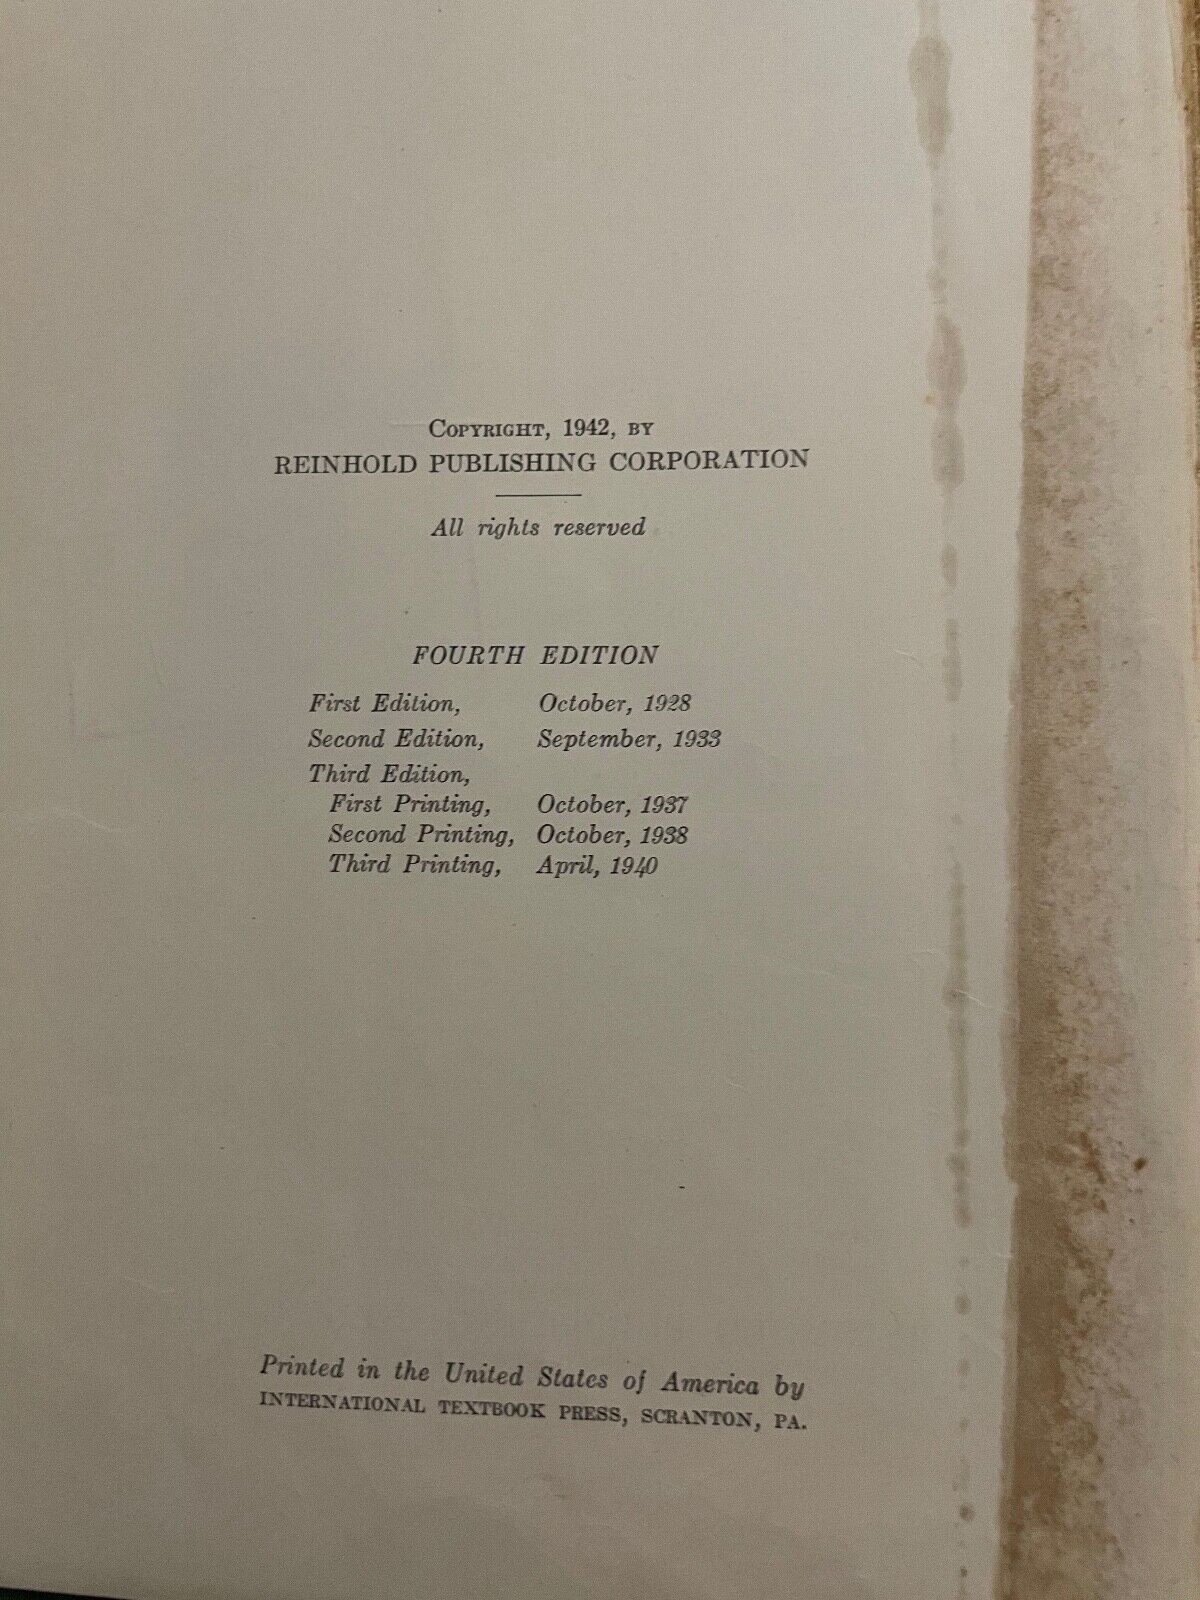 Copyright, 1942, by
REINHOLD PUBLISHING CORPORATION
All rights reserved
FOURTH EDITION
First Edition, October, 1928
Second Edition, September, 1933
Third Edition,
First Printing, October, 1937
Second Printing, October, 1938
Third Printing, April, 1940
Printed in the United States of America by
INTERNATIONAL TEXTBOOK PRESS, SCRANTON, PA.